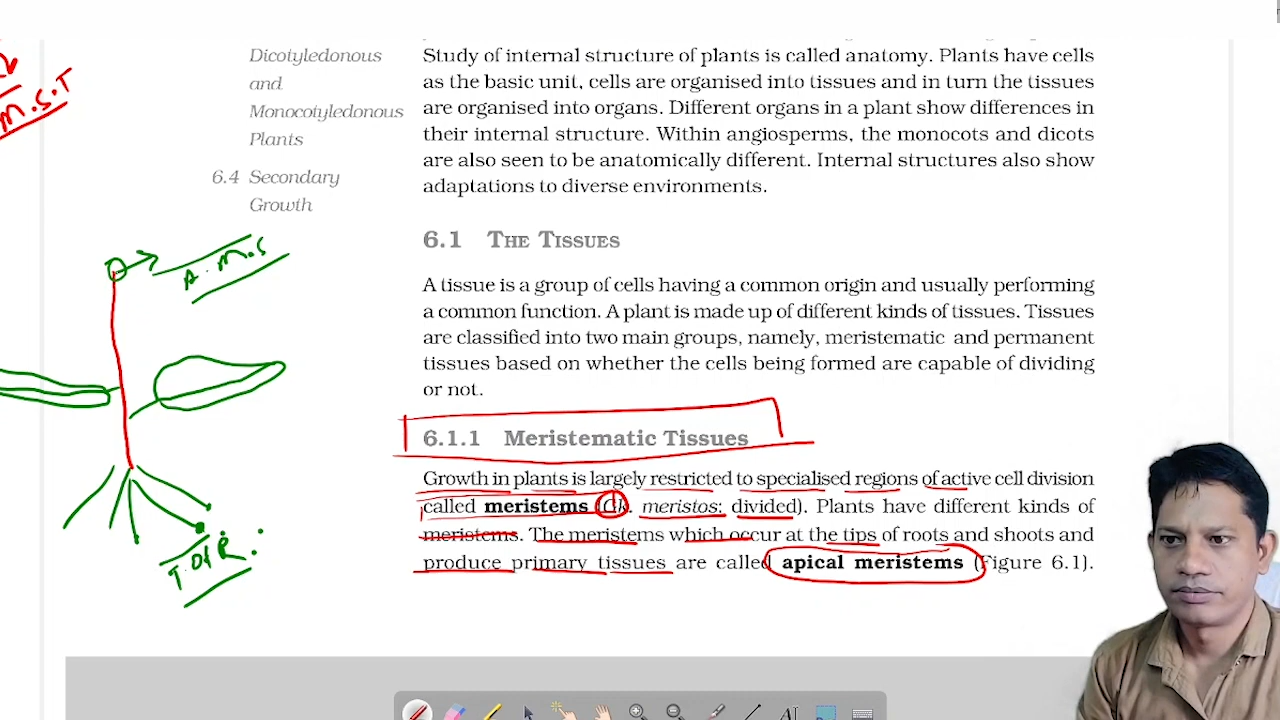 M.S.T
Dicotyledonous
and
Monocotyledonous
Plants
6.4 Secondary
Growth
Study of internal structure of plants is called anatomy. Plants have cells
as the basic unit, cells are organised into tissues and in turn the tissues
are organised into organs. Different organs in a plant show differences in
their internal structure. Within angiosperms, the monocots and dicots
are also seen to be anatomically different. Internal structures also show
adaptations to diverse environments.
A.M.S
6.1 THE TISSUES
A tissue is a group of cells having a common origin and usually performing
a common function. A plant is made up of different kinds of tissues. Tissues
are classified into two main groups, namely, meristematic and permanent
tissues based on whether the cells being formed are capable of dividing
or not.
6.1.1 Meristematic Tissues
Growth in plants is largely restricted to specialised regions of active cell division
called meristems (Gk. meristos: divided). Plants have different kinds of
meristems. The meristems which occur at the tips of roots and shoots and
produce primary tissues are called apical meristems (Figure 6.1).
T.Of R.